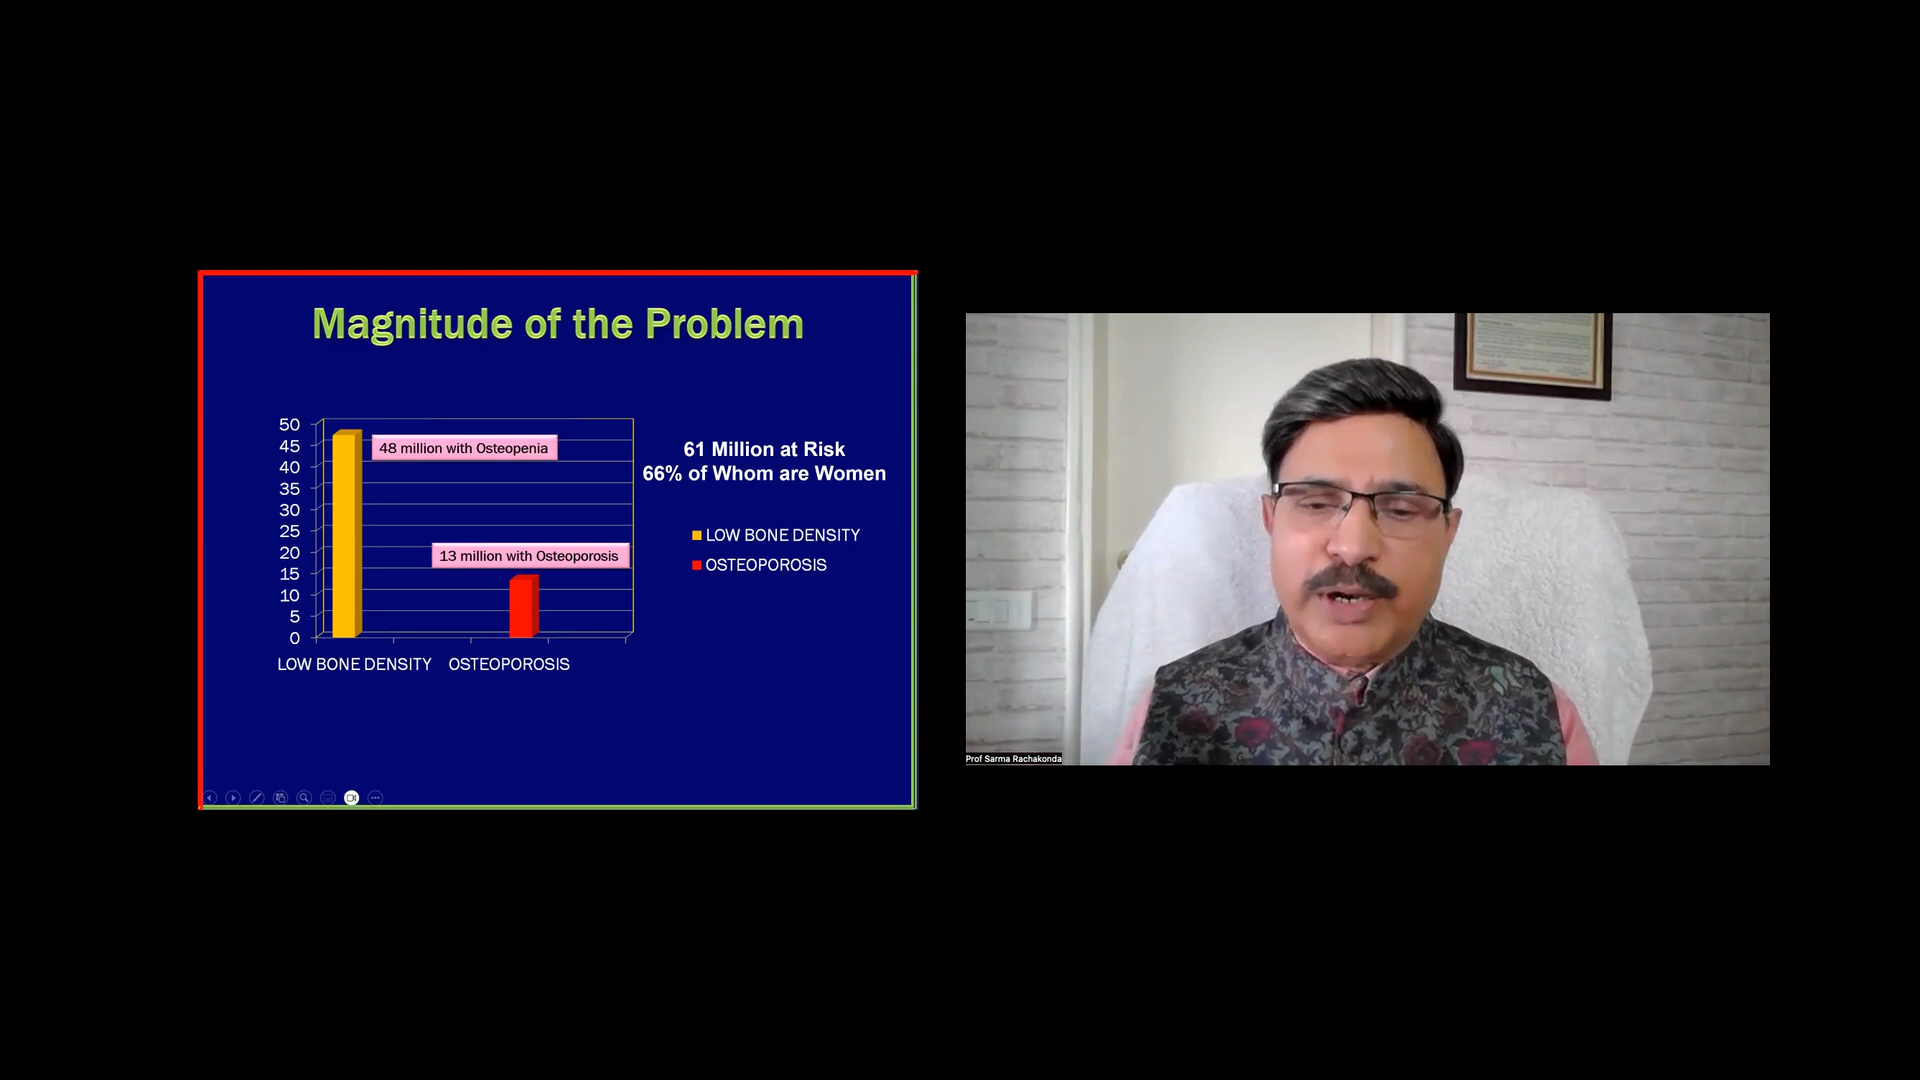 Magnitude of the Problem
50
45
40
35
30
25
20
15
10
5
0
48 million with Osteopenia
13 million with Osteoporosis
LOW BONE DENSITY
OSTEOPOROSIS
61 Million at Risk
66% of Whom are Women
LOW BONE DENSITY
OSTEOPOROSIS
Prof Sarma Rachakonda